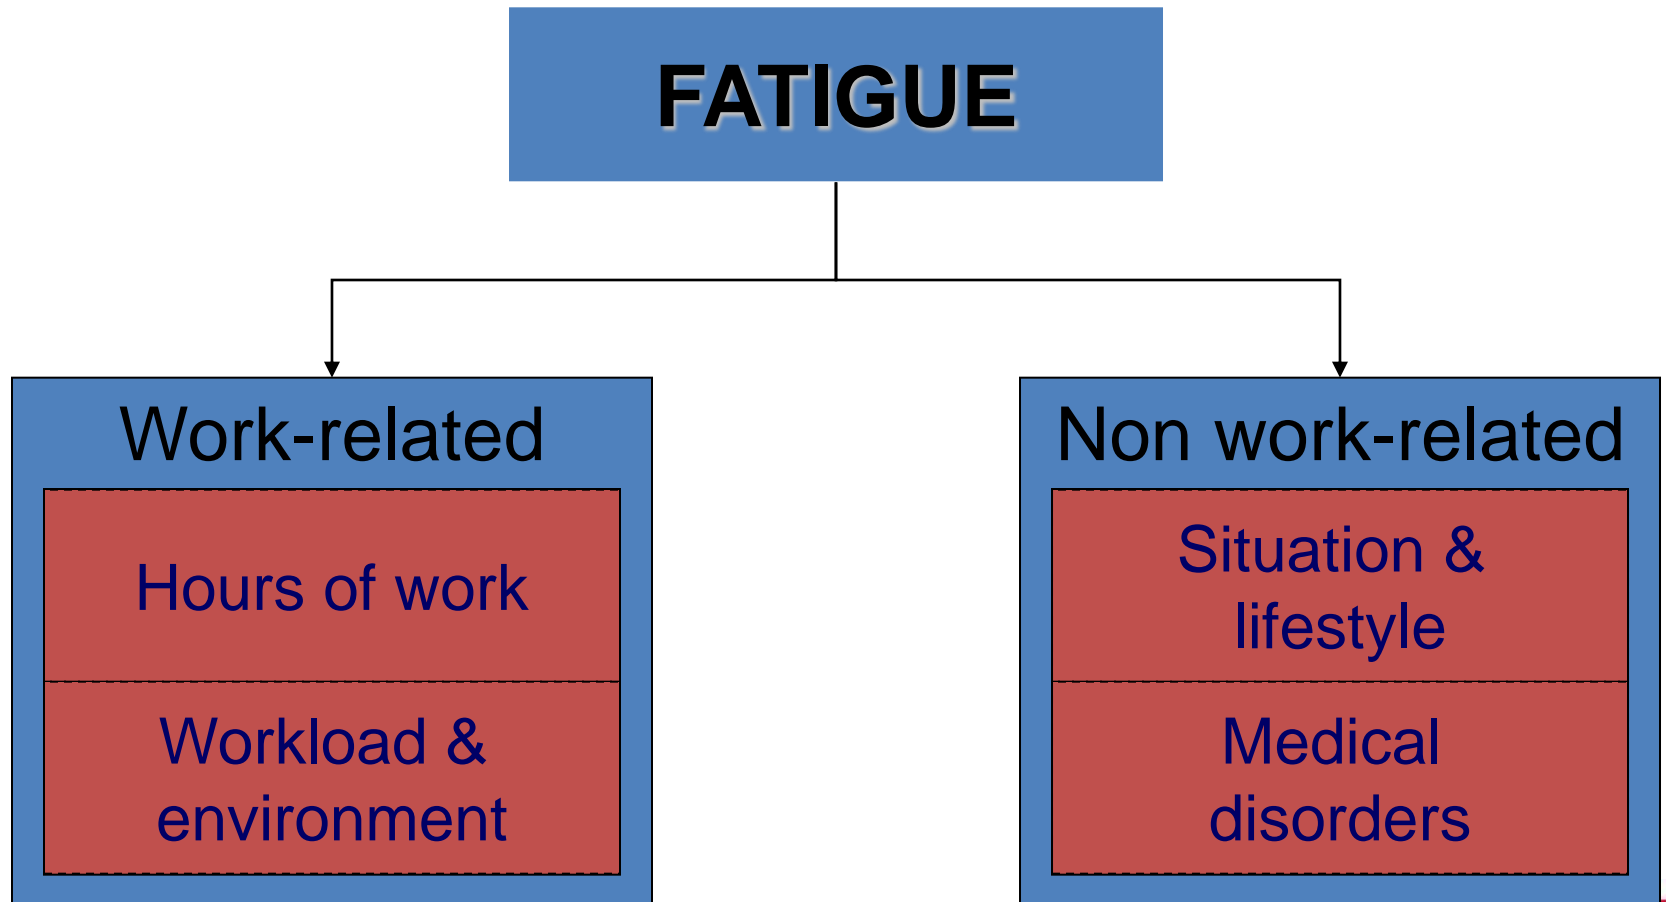 FATIGUE
Work-related
Hours of work
Workload &
environment
Non work-related
Situation &
lifestyle
Medical
disorders